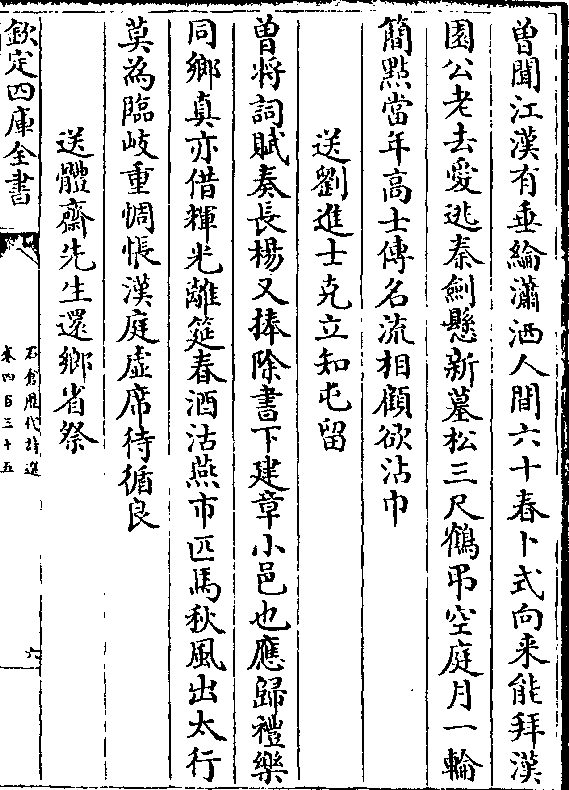 曾聞江漢有垂綸瀟洒人間六十春卜式向来能拜漢
園公老去愛逃秦劍懸新墓松三尺鶴弔空庭月一輪
簡點當年高士傳名流相顧欲沾巾
送劉進士克立知屯留
曽将詞賦奏長楊又捧除書下建章小邑也應歸禮樂
同鄉真亦借輝光離筵春酒沽燕市匹馬秋風出太行
莫為臨岐重惆悵漢庭虚席待循良
送體齋先生還鄉省祭
欽定四庫全書
石倉歷代詩選
卷四百三十五
六